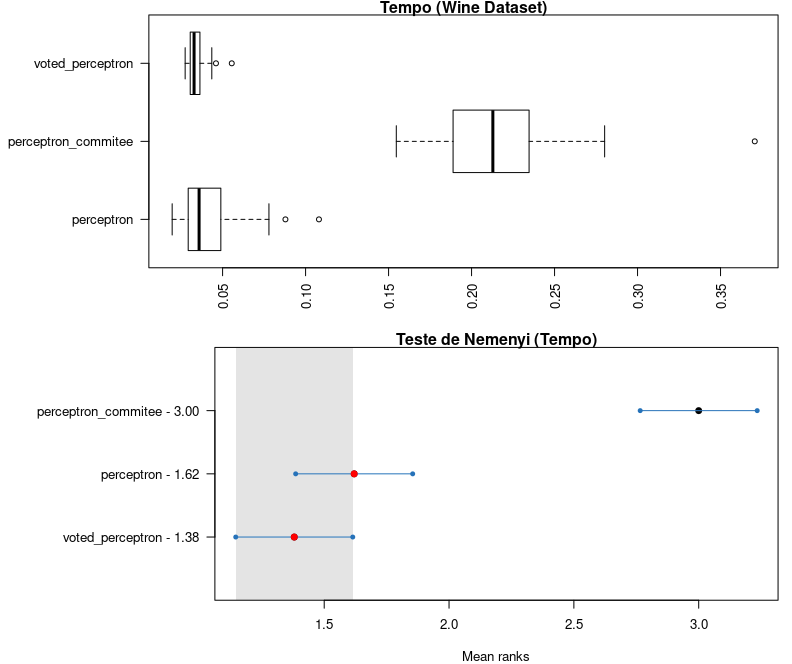 Tempo (Wine Dataset)
voted_perceptron
perceptron_commitee
perceptron
0.05 0.10 0.15 0.20 0.25 0.30 0.35
Teste de Nemenyi (Tempo)
perceptron_commitee - 3.00
perceptron - 1.62
voted_perceptron - 1.38
1.5 2.0 2.5 3.0
Mean ranks